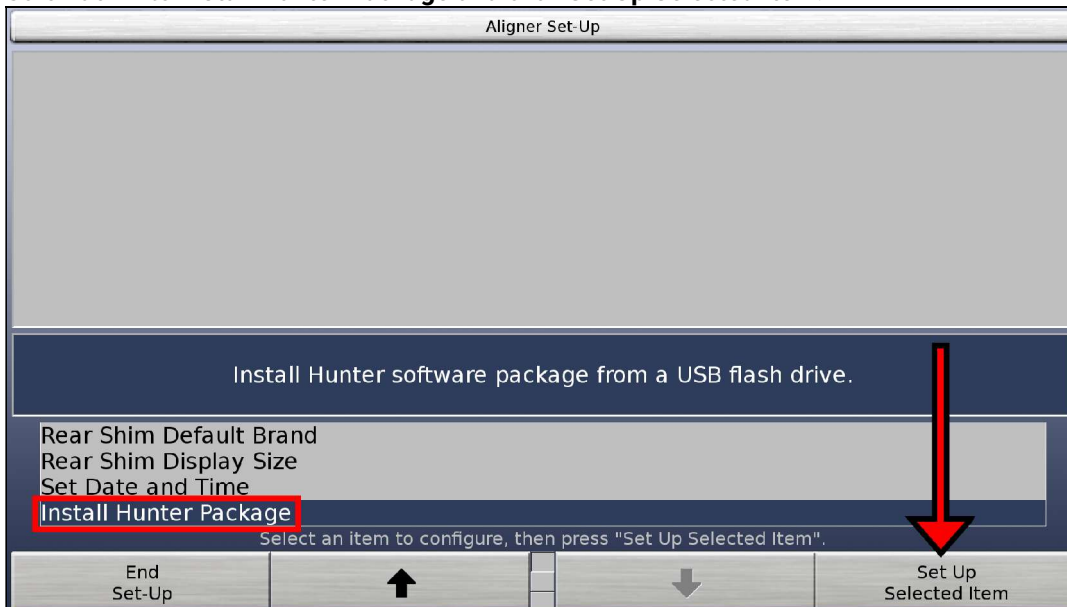 Aligner Set-Up
Install Hunter software package from a USB flash drive.
Rear Shim Default Brand
Rear Shim Display Size
Set Date and Time
Install Hunter Package
Select an item to configure, then press "Set Up Selected Item".
End
Set-Up
Set Up
Selected Item